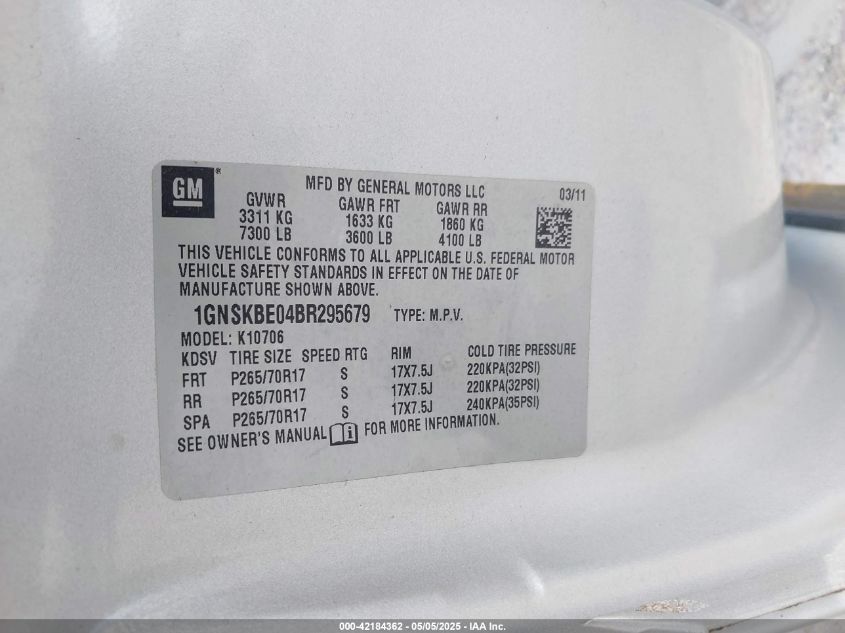 GM®
MFD BY GENERAL MOTORS LLC
03/11
GVWR GAWR FRT GAWR RR
3311 KG 1633 KG 1860 KG
7300 LB 3600 LB 4100 LB
THIS VEHICLE CONFORMS TO ALL APPLICABLE U.S. FEDERAL MOTOR
VEHICLE SAFETY STANDARDS IN EFFECT ON THE DATE OF
MANUFACTURE SHOWN ABOVE.
1GNSKBE04BR295679 TYPE: M.P.V.
MODEL: K10706
KDSV TIRE SIZE SPEED RTG RIM COLD TIRE PRESSURE
FRT P265/70R17 S 17X7.5J 220KPA(32PSI)
RR P265/70R17 S 17X7.5J 220KPA(32PSI)
SPA P265/70R17 S 17X7.5J 240KPA(35PSI)
SEE OWNER'S MANUAL FOR MORE INFORMATION.
000-42184362 - 05/05/2025 - IAA Inc.